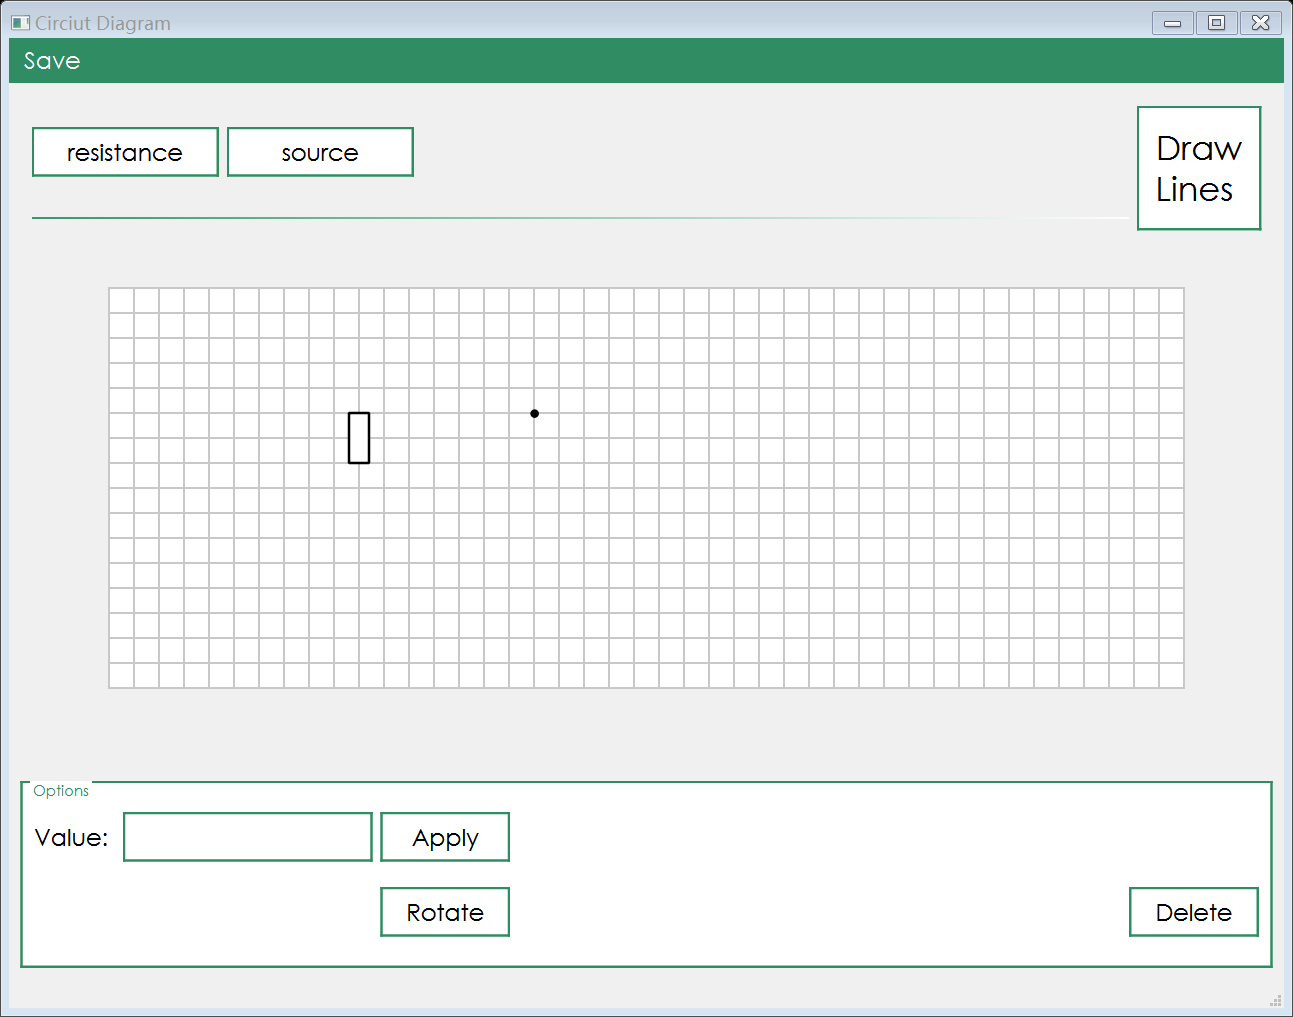 Circiut Diagram
Save
resistance
source
Draw
Lines
Options
Value:
Apply
Rotate
Delete